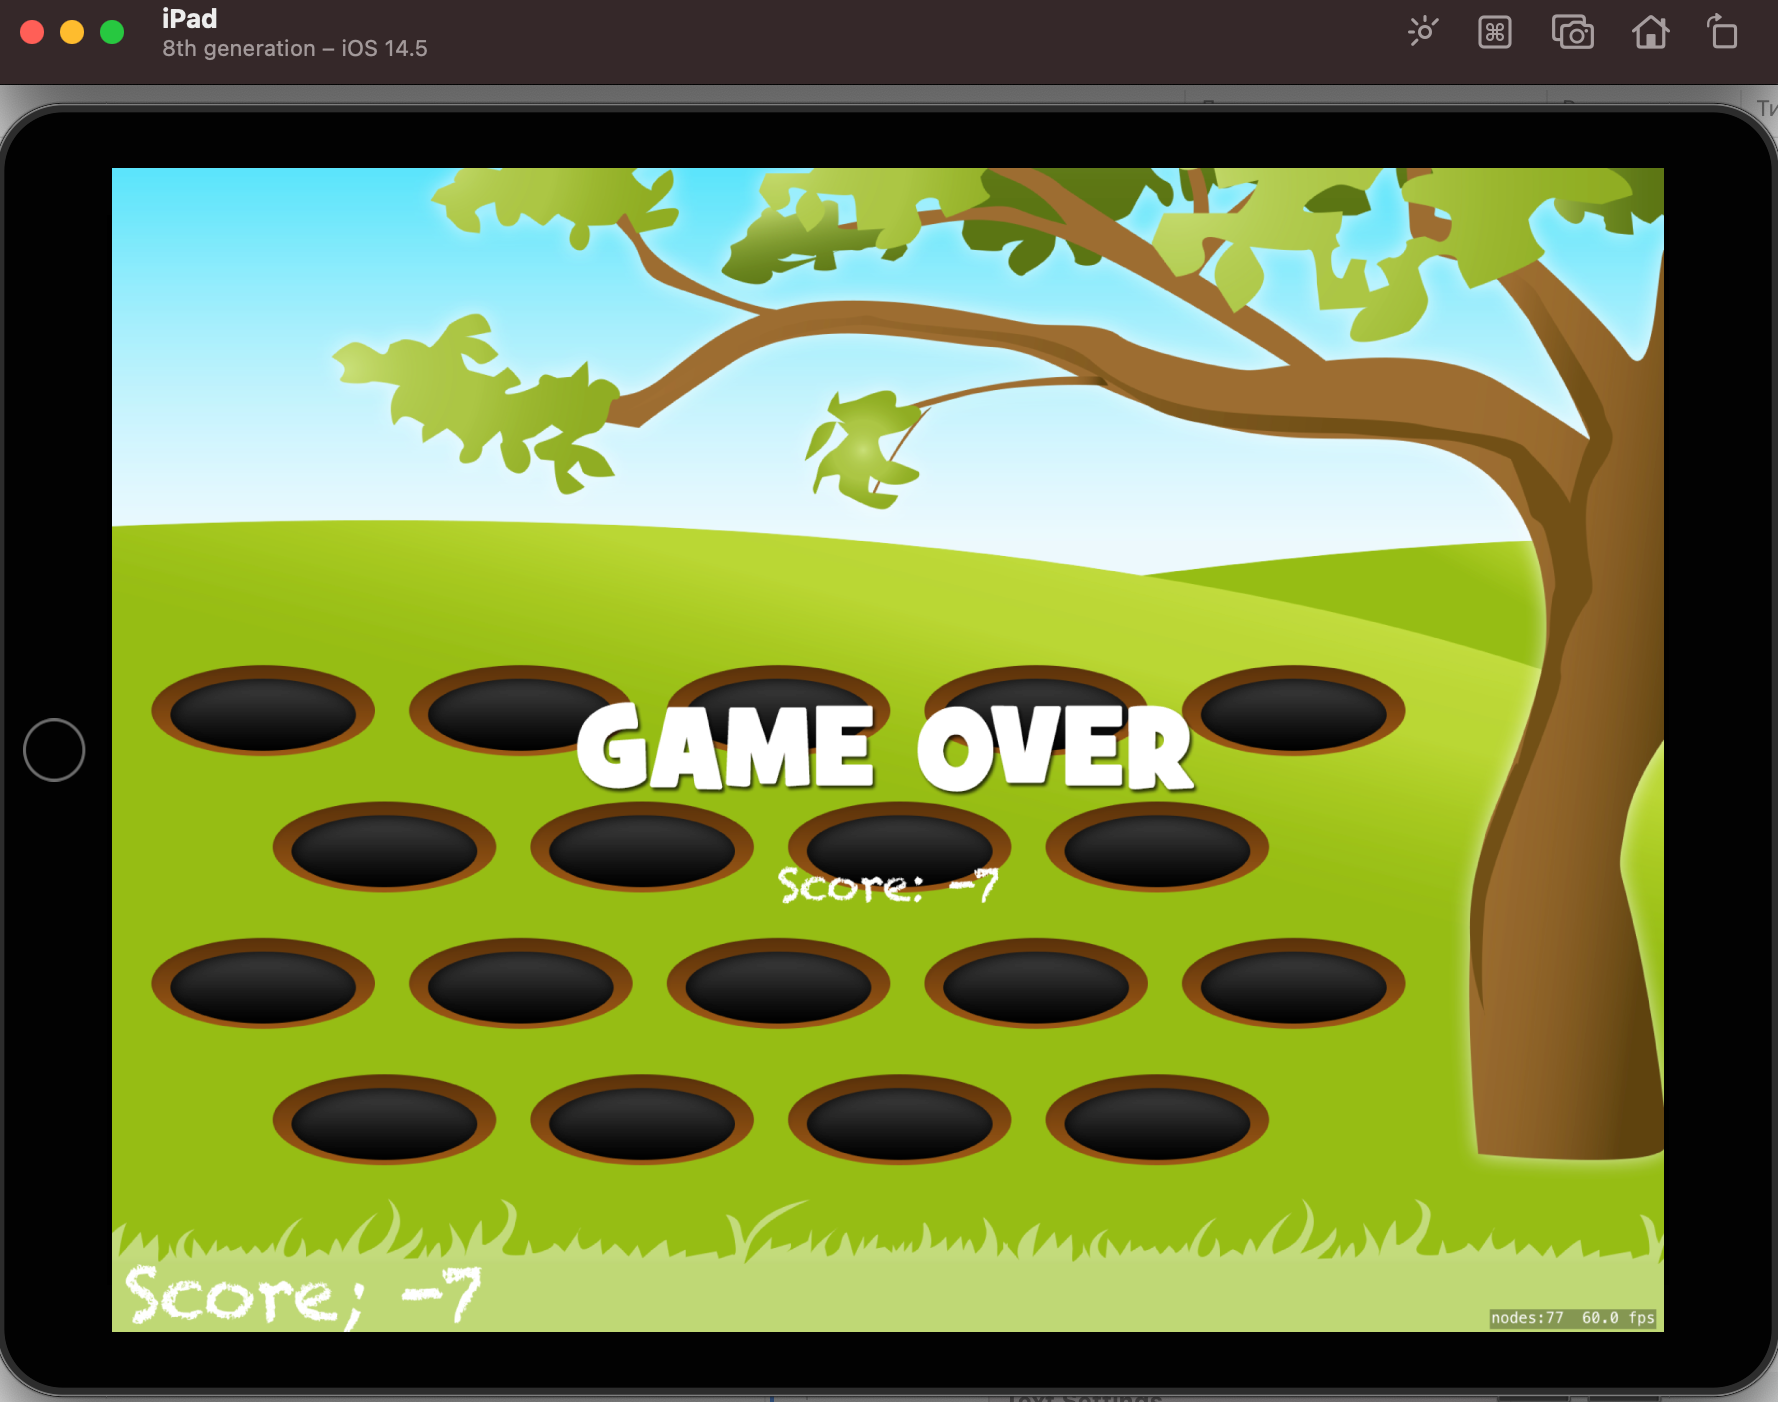 iPad
8th generation – iOS 14.5
GAME OVER
Score: -7
Score; -7
nodes:77 60.0 fps